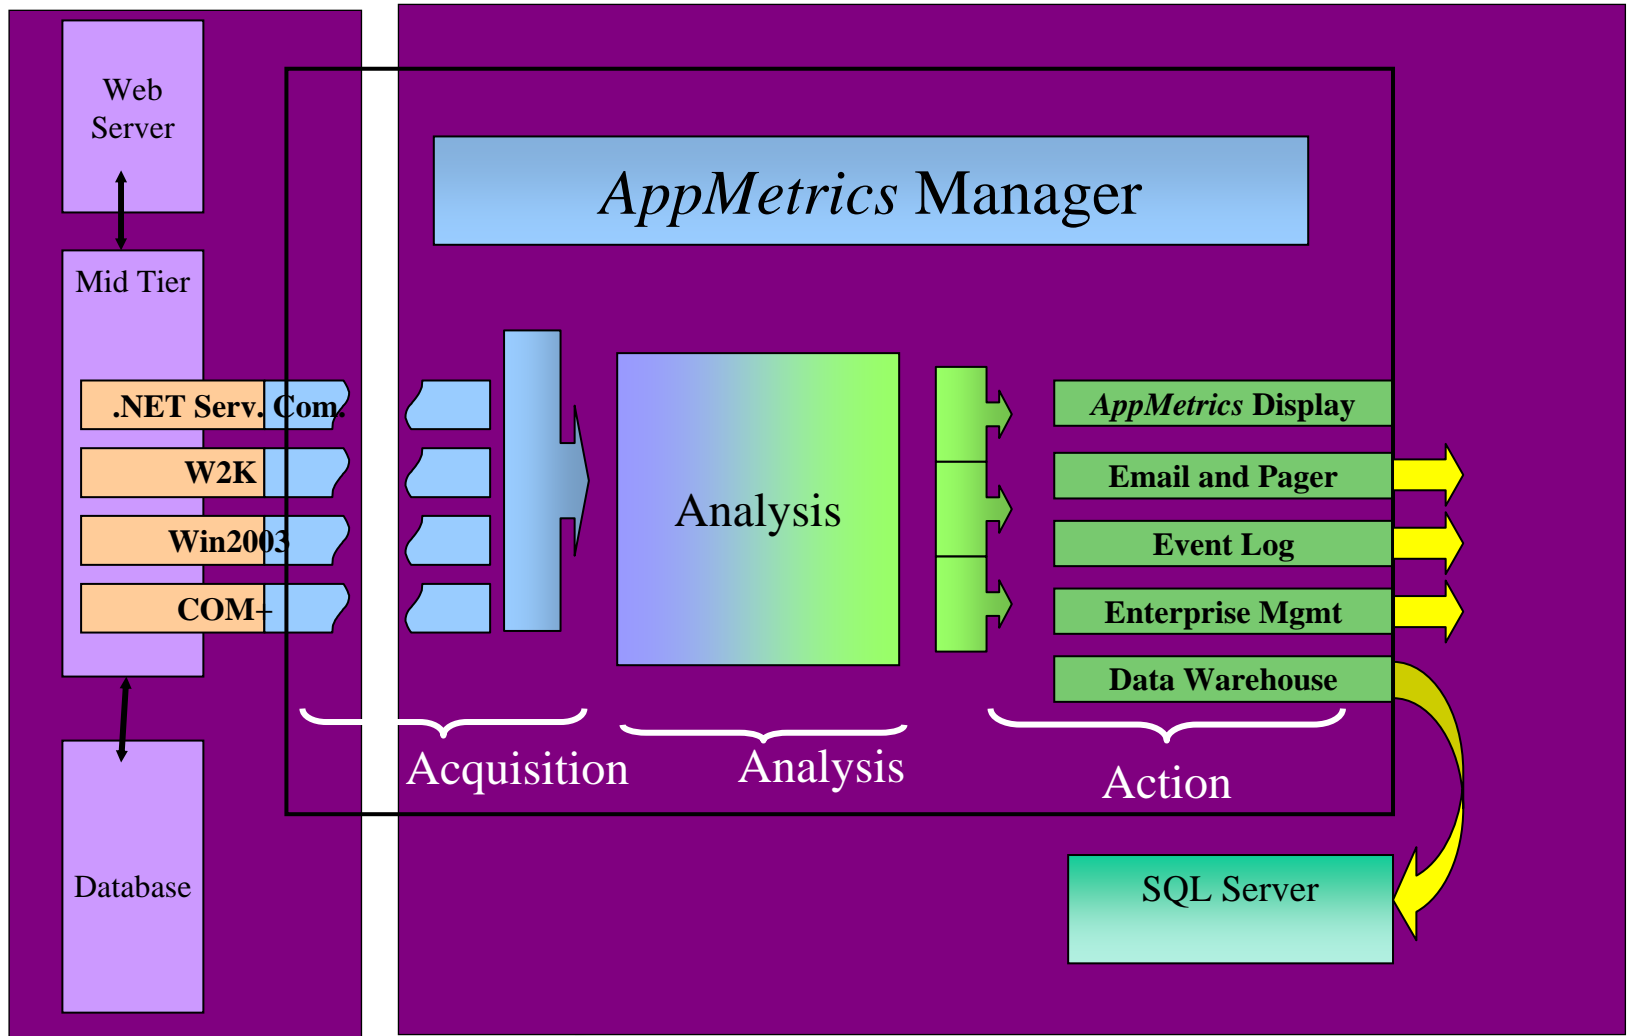 Web
Server
Mid Tier
.NET Serv. Com.
W2K
Win2003
COM+
Database
AppMetrics Manager
Analysis
AppMetrics Display
Email and Pager
Event Log
Enterprise Mgmt
Data Warehouse
Acquisition
Analysis
Action
SQL Server